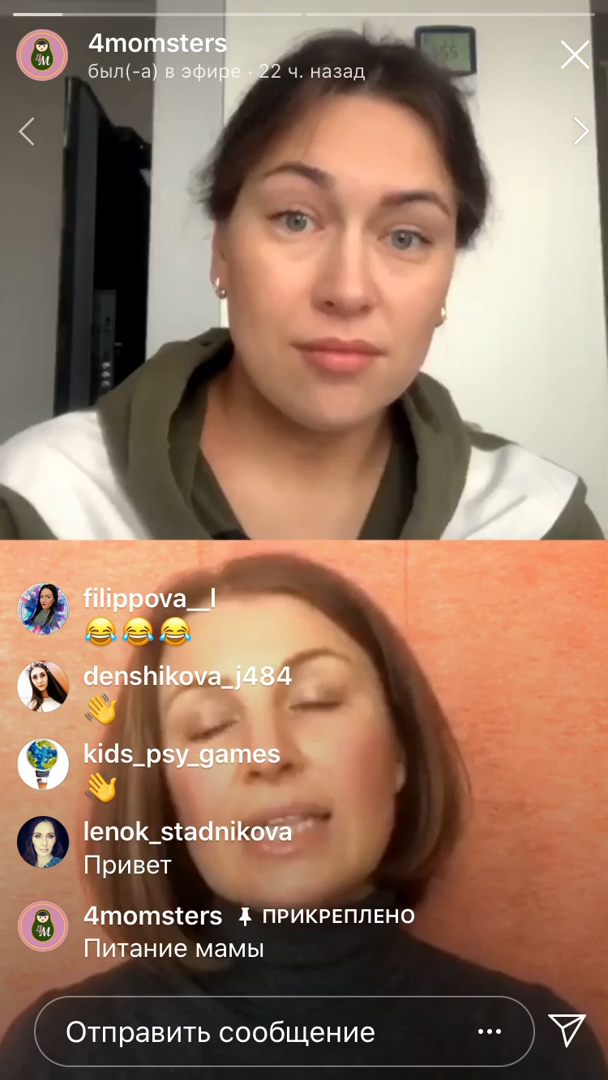 4momsters
был(-а) в эфире · 22 ч. назад
filippova__l
😂😂😂
denshikova_j484
👋
kids_psy_games
👋
lenok_stadnikova
Привет
4momsters ПРИКРЕПЛЕНО
Питание мамы
Отправить сообщение